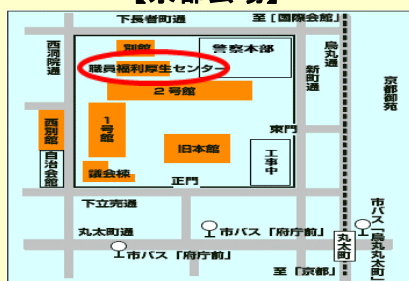 【京都会場】
下長者町通
至［国際会館］
西洞院通
別館
警察本部
烏丸通
職員福利厚生センター
新町通
2号館
京都御苑
西別館
1号館
東門
旧本館
自治会館
工事中
議会棟
正門
下立売通
丸太町通
市バス「府庁前」
市バス「府庁前」
丸太町
市バス「烏丸丸太町」
至「京都」